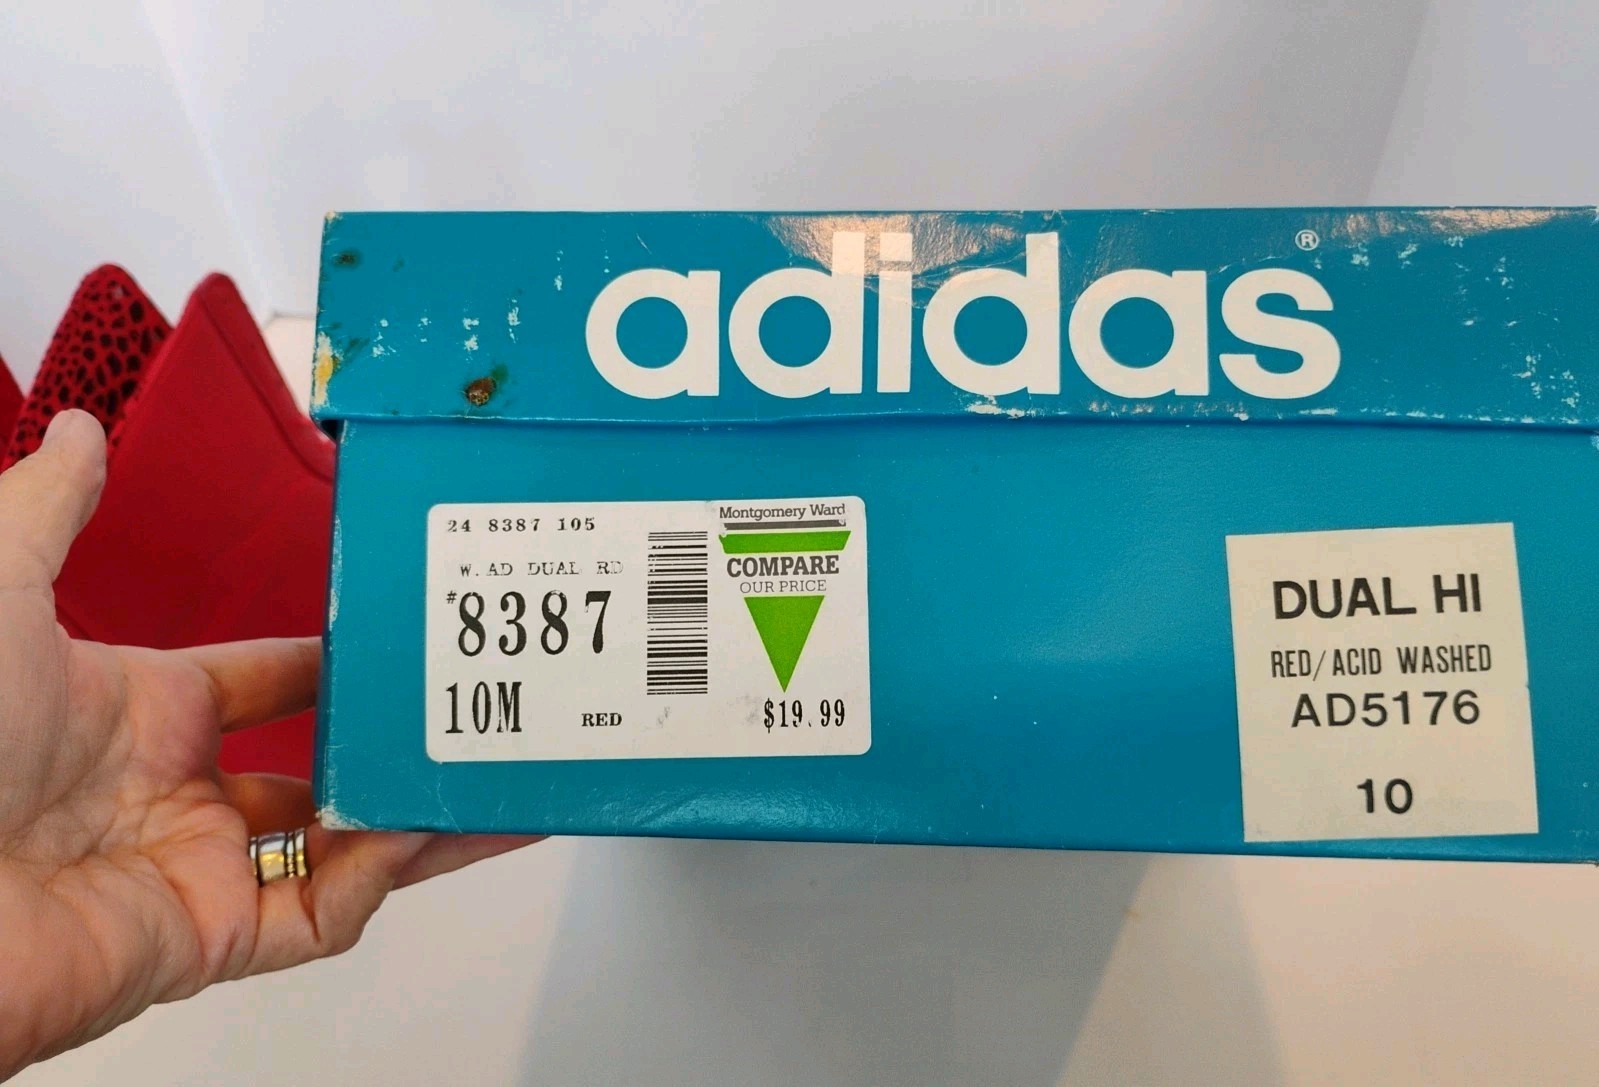 adidas®
24 8387 105
W. AD DUAL RD
#8387
10M RED
Montgomery Ward
COMPARE
OUR PRICE
$19.99
DUAL HI
RED/ACID WASHED
AD5176
10